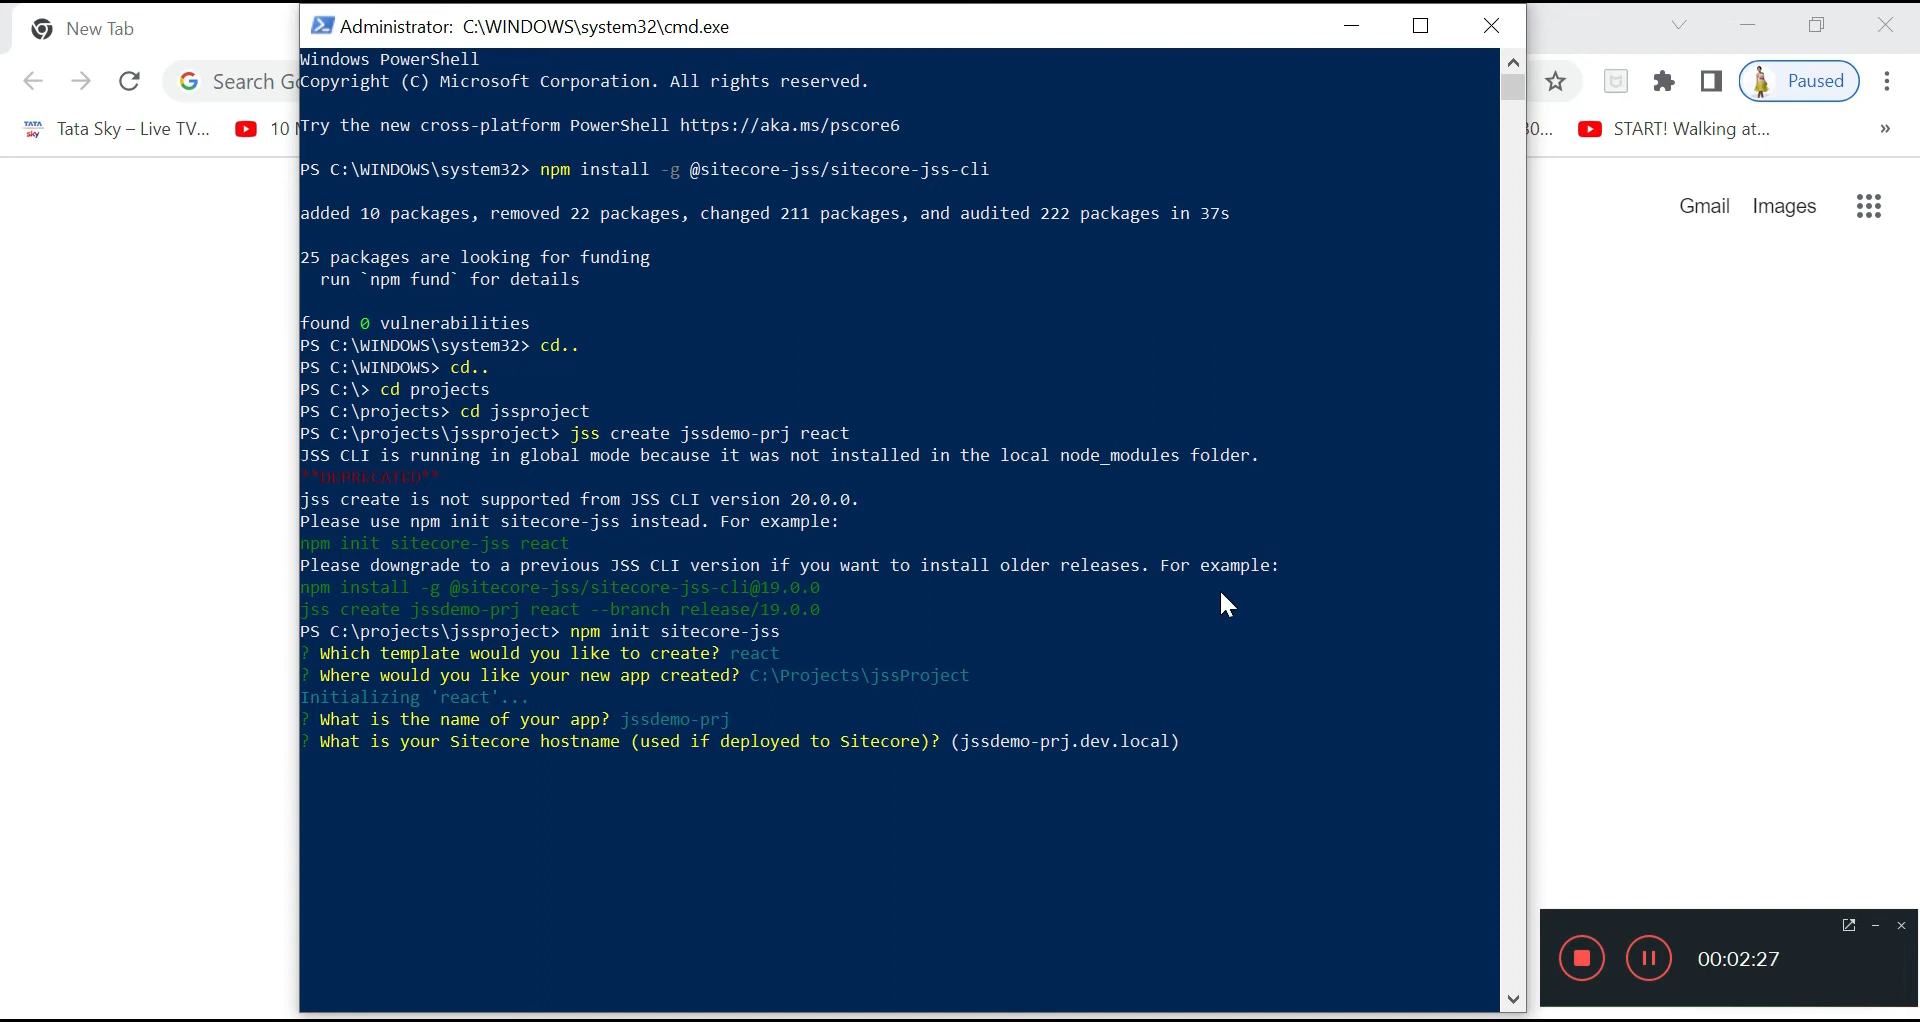 New Tab
Administrator: C:\WINDOWS\system32\cmd.exe
Search Go
Paused
Tata Sky – Live TV...
10
30...
START! Walking at...
»
Gmail
Images
Windows PowerShell
Copyright (C) Microsoft Corporation. All rights reserved.
Try the new cross-platform PowerShell https://aka.ms/pscore6
PS C:\WINDOWS\system32> npm install -g @sitecore-jss/sitecore-jss-cli
added 10 packages, removed 22 packages, changed 211 packages, and audited 222 packages in 37s
25 packages are looking for funding
run `npm fund` for details
found 0 vulnerabilities
PS C:\WINDOWS\system32> cd..
PS C:\WINDOWS> cd..
PS C:\> cd projects
PS C:\projects> cd jssproject
PS C:\projects\jssproject> jss create jssdemo-prj react
JSS CLI is running in global mode because it was not installed in the local node_modules folder.
**DEPRECATED**
jss create is not supported from JSS CLI version 20.0.0.
Please use npm init sitecore-jss instead. For example:
npm init sitecore-jss react
Please downgrade to a previous JSS CLI version if you want to install older releases. For example:
npm install -g @sitecore-jss/sitecore-jss-cli@19.0.0
jss create jssdemo-prj react --branch release/19.0.0
PS C:\projects\jssproject> npm init sitecore-jss
? Which template would you like to create? react
? Where would you like your new app created? C:\Projects\jssProject
Initializing 'react'...
? What is the name of your app? jssdemo-prj
? What is your Sitecore hostname (used if deployed to Sitecore)? (jssdemo-prj.dev.local)
00:02:27